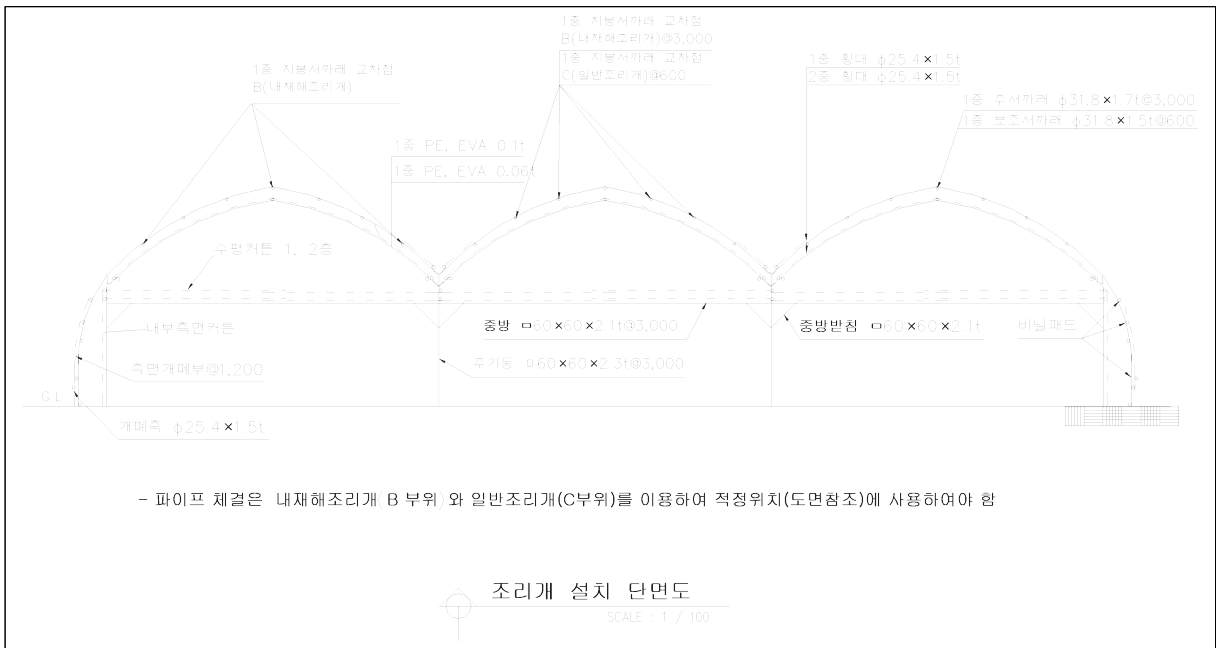 1중 지붕서까래 교차점
B(내재해조리개)@3,000
1중 지붕서까래 교차점
C(일반조리개)@600
1중 지붕서까래 교차점
B(내재해조리개)
1중 횡대 ϕ25.4×1.5t
2중 횡대 ϕ25.4×1.5t
1중 주서까래 ϕ31.8×1.7t@3,000
1중 보조서까래 ϕ31.8×1.5t@600
1중 PE, EVA 0.1t
1중 PE, EVA 0.06t
수평커튼 1, 2층
내부측면커튼
중방 ㅁ60×60×2.1t@3,000
중방받침 ㅁ60×60×2.1t
비닐패드
측면개폐부@1,200
주기둥 ㅁ60×60×2.3t@3,000
G.L
개폐축 ϕ25.4×1.5t
- 파이프 체결은 내재해조리개(B 부위)와 일반조리개(C부위)를 이용하여 적정위치(도면참조)에 사용하여야 함
조리개 설치 단면도
SCALE : 1 / 100